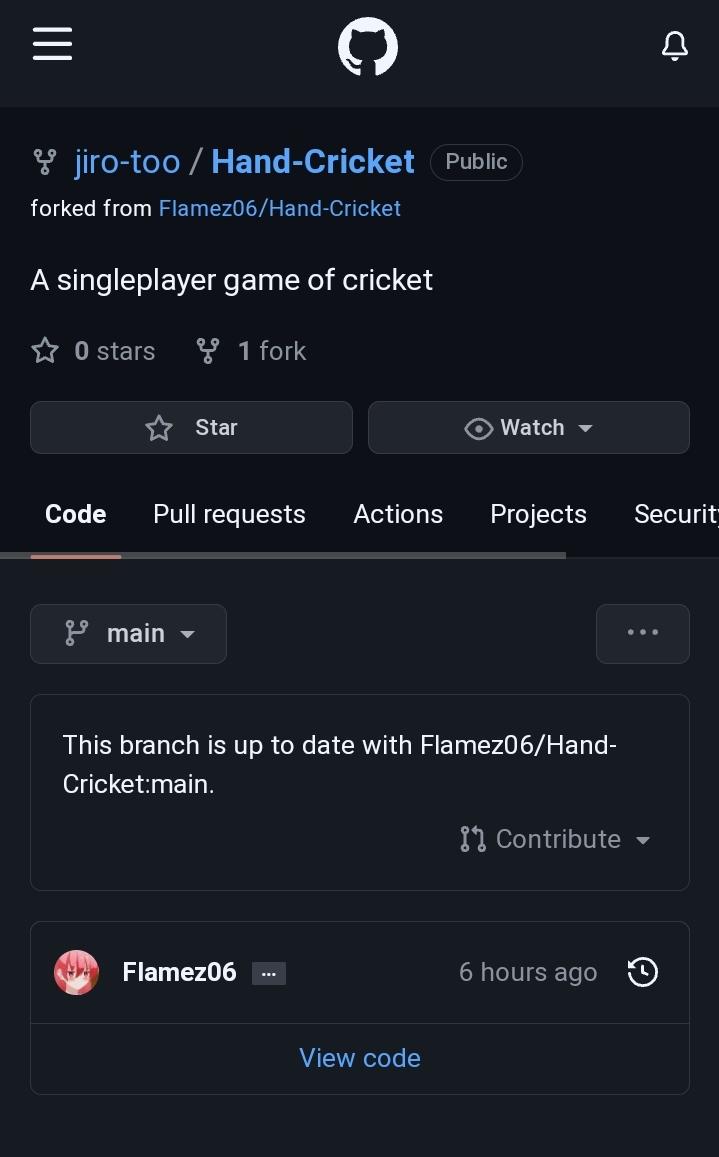 jiro-too / Hand-Cricket Public
forked from Flamez06/Hand-Cricket
A singleplayer game of cricket
0 stars 1 fork
Star Watch
Code Pull requests Actions Projects Security
main ...
This branch is up to date with Flamez06/Hand-
Cricket:main.
Contribute
Flamez06 ... 6 hours ago
View code